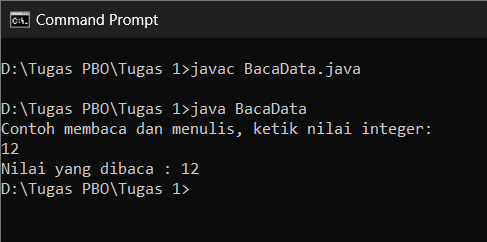 Command Prompt
D:\Tugas PBO\Tugas 1>javac BacaData.java
D:\Tugas PBO\Tugas 1>java BacaData
Contoh membaca dan menulis, ketik nilai integer:
12
Nilai yang dibaca : 12
D:\Tugas PBO\Tugas 1>